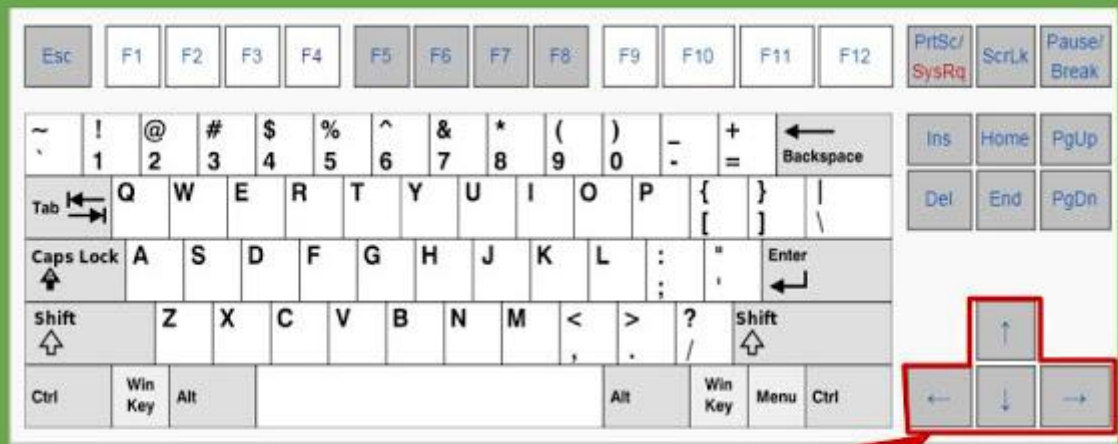 Esc F1 F2 F3 F4 F5 F6 F7 F8 F9 F10 F11 F12 PrtSc/ SysRq ScrLk Pause/ Break
~ ! @ # $ % ^ & * ( ) _ +
` 1 2 3 4 5 6 7 8 9 0 - = ← Backspace Ins Home PgUp
Tab Q W E R T Y U I O P { } |
[ ] \ Del End PgDn
Caps Lock A S D F G H J K L : " Enter
; '
Shift Z X C V B N M < > ? Shift ↑
, . /
Ctrl Win Key Alt Alt Win Key Menu Ctrl ← ↓ →